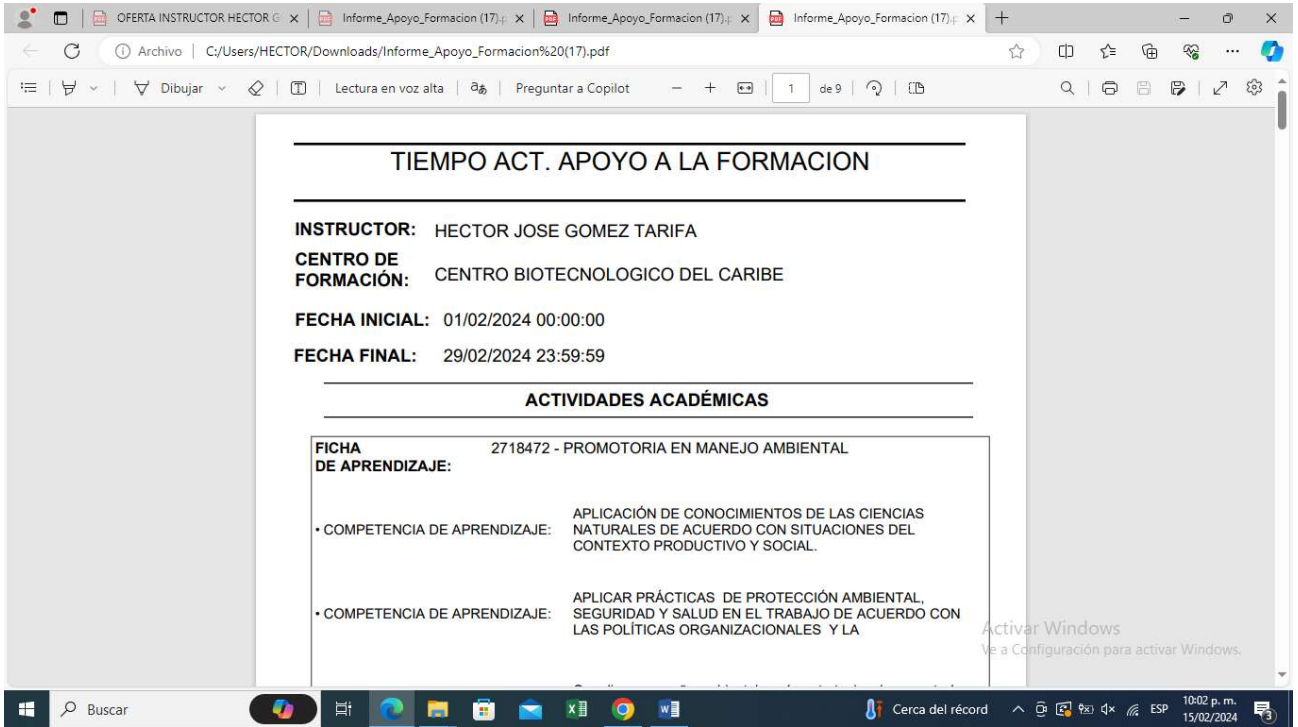 OFERTA INSTRUCTOR HECTOR G
Informe_Apoyo_Formacion (17).p
Informe_Apoyo_Formacion (17).p
Informe_Apoyo_Formacion (17).p
Archivo C:/Users/HECTOR/Downloads/Informe_Apoyo_Formacion%20(17).pdf
Dibujar Lectura en voz alta Preguntar a Copilot 1 de 9
TIEMPO ACT. APOYO A LA FORMACION
INSTRUCTOR: HECTOR JOSE GOMEZ TARIFA
CENTRO DE
FORMACIÓN: CENTRO BIOTECNOLOGICO DEL CARIBE
FECHA INICIAL: 01/02/2024 00:00:00
FECHA FINAL: 29/02/2024 23:59:59
ACTIVIDADES ACADÉMICAS
FICHA 2718472 - PROMOTORIA EN MANEJO AMBIENTAL
DE APRENDIZAJE:
APLICACIÓN DE CONOCIMIENTOS DE LAS CIENCIAS
• COMPETENCIA DE APRENDIZAJE: NATURALES DE ACUERDO CON SITUACIONES DEL
CONTEXTO PRODUCTIVO Y SOCIAL.
APLICAR PRÁCTICAS DE PROTECCIÓN AMBIENTAL,
• COMPETENCIA DE APRENDIZAJE: SEGURIDAD Y SALUD EN EL TRABAJO DE ACUERDO CON
LAS POLÍTICAS ORGANIZACIONALES Y LA
Activar Windows
Ve a Configuración para activar Windows.
Buscar
Cerca del récord
ESP
10:02 p. m.
15/02/2024